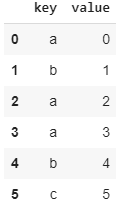 key value
0 a 0
1 b 1
2 a 2
3 a 3
4 b 4
5 c 5